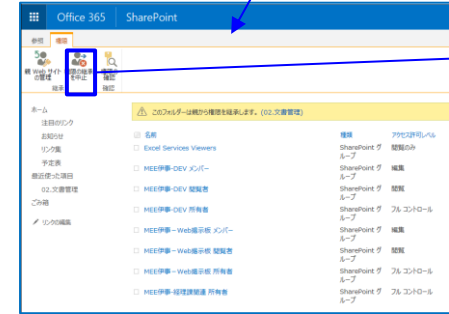 Office 365 SharePoint
参照 権限
親 Web サイトの管理
権限の継承を中止
権限の確認
継承 確認
ホーム
注目のリンク
お知らせ
リンク集
予定表
最近使った項目
02.文書管理
ごみ箱
リンクの編集
このフォルダーは親から権限を継承します。 (02.文書管理)
名前 種類 アクセス許可レベル
Excel Services Viewers SharePoint グループ 閲覧のみ
MEE伊事-DEV メンバー SharePoint グループ 編集
MEE伊事-DEV 閲覧者 SharePoint グループ 閲覧
MEE伊事-DEV 所有者 SharePoint グループ フル コントロール
MEE伊事－Web掲示板 メンバー SharePoint グループ 編集
MEE伊事－Web掲示板 閲覧者 SharePoint グループ 閲覧
MEE伊事－Web掲示板 所有者 SharePoint グループ フル コントロール
MEE伊事-経理課関連 所有者 SharePoint グループ フル コントロール